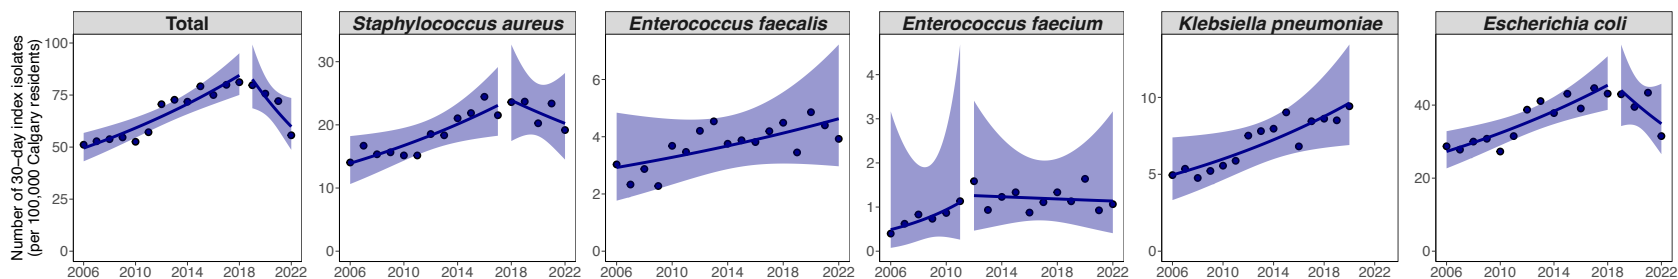 Total
Staphylococcus aureus
Enterococcus faecalis
Enterococcus faecium
Klebsiella pneumoniae
Escherichia coli
Number of 30−day index isolates
(per 100,000 Calgary residents)
100
75
50
25
0
2006 2010 2014 2018 2022
30
20
10
0
2006 2010 2014 2018 2022
6
4
2
0
2006 2010 2014 2018 2022
4
3
2
1
0
2006 2010 2014 2018 2022
10
5
0
2006 2010 2014 2018 2022
40
20
0
2006 2010 2014 2018 2022